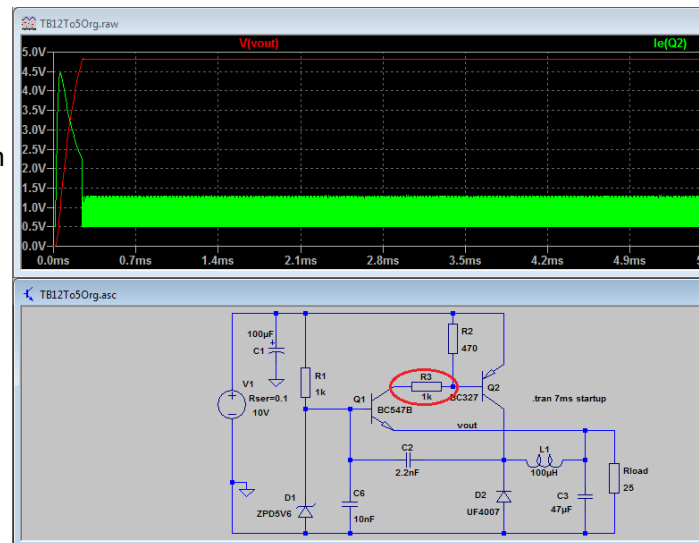 TB12To5Org.raw
V(vout) Ie(Q2)
5.0V
4.5V
4.0V
3.5V
3.0V
2.5V
2.0V
1.5V
1.0V
0.5V
0.0V
0.0ms 0.7ms 1.4ms 2.1ms 2.8ms 3.5ms 4.2ms 4.9ms
TB12To5Org.asc
100µF
C1
R1
1k
R2
470
R3
1k
Q1
BC547B
Q2
BC327
.tran 7ms startup
V1
Rser=0.1
10V
vout
C2
2.2nF
L1
100µH
Rload
25
D1
ZPD5V6
C6
10nF
D2
UF4007
C3
47µF